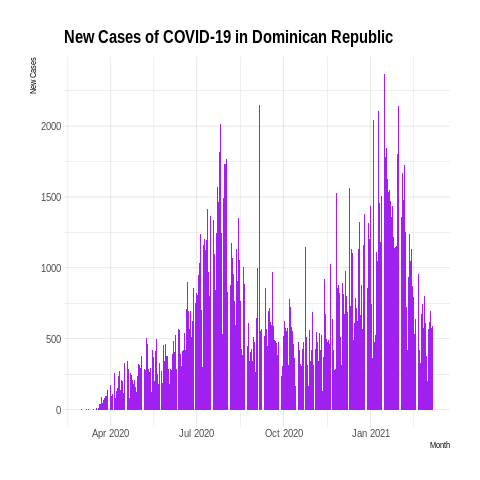 New Cases of COVID-19 in Dominican Republic
New Cases
2000
1500
1000
500
0
Apr 2020 Jul 2020 Oct 2020 Jan 2021
Month